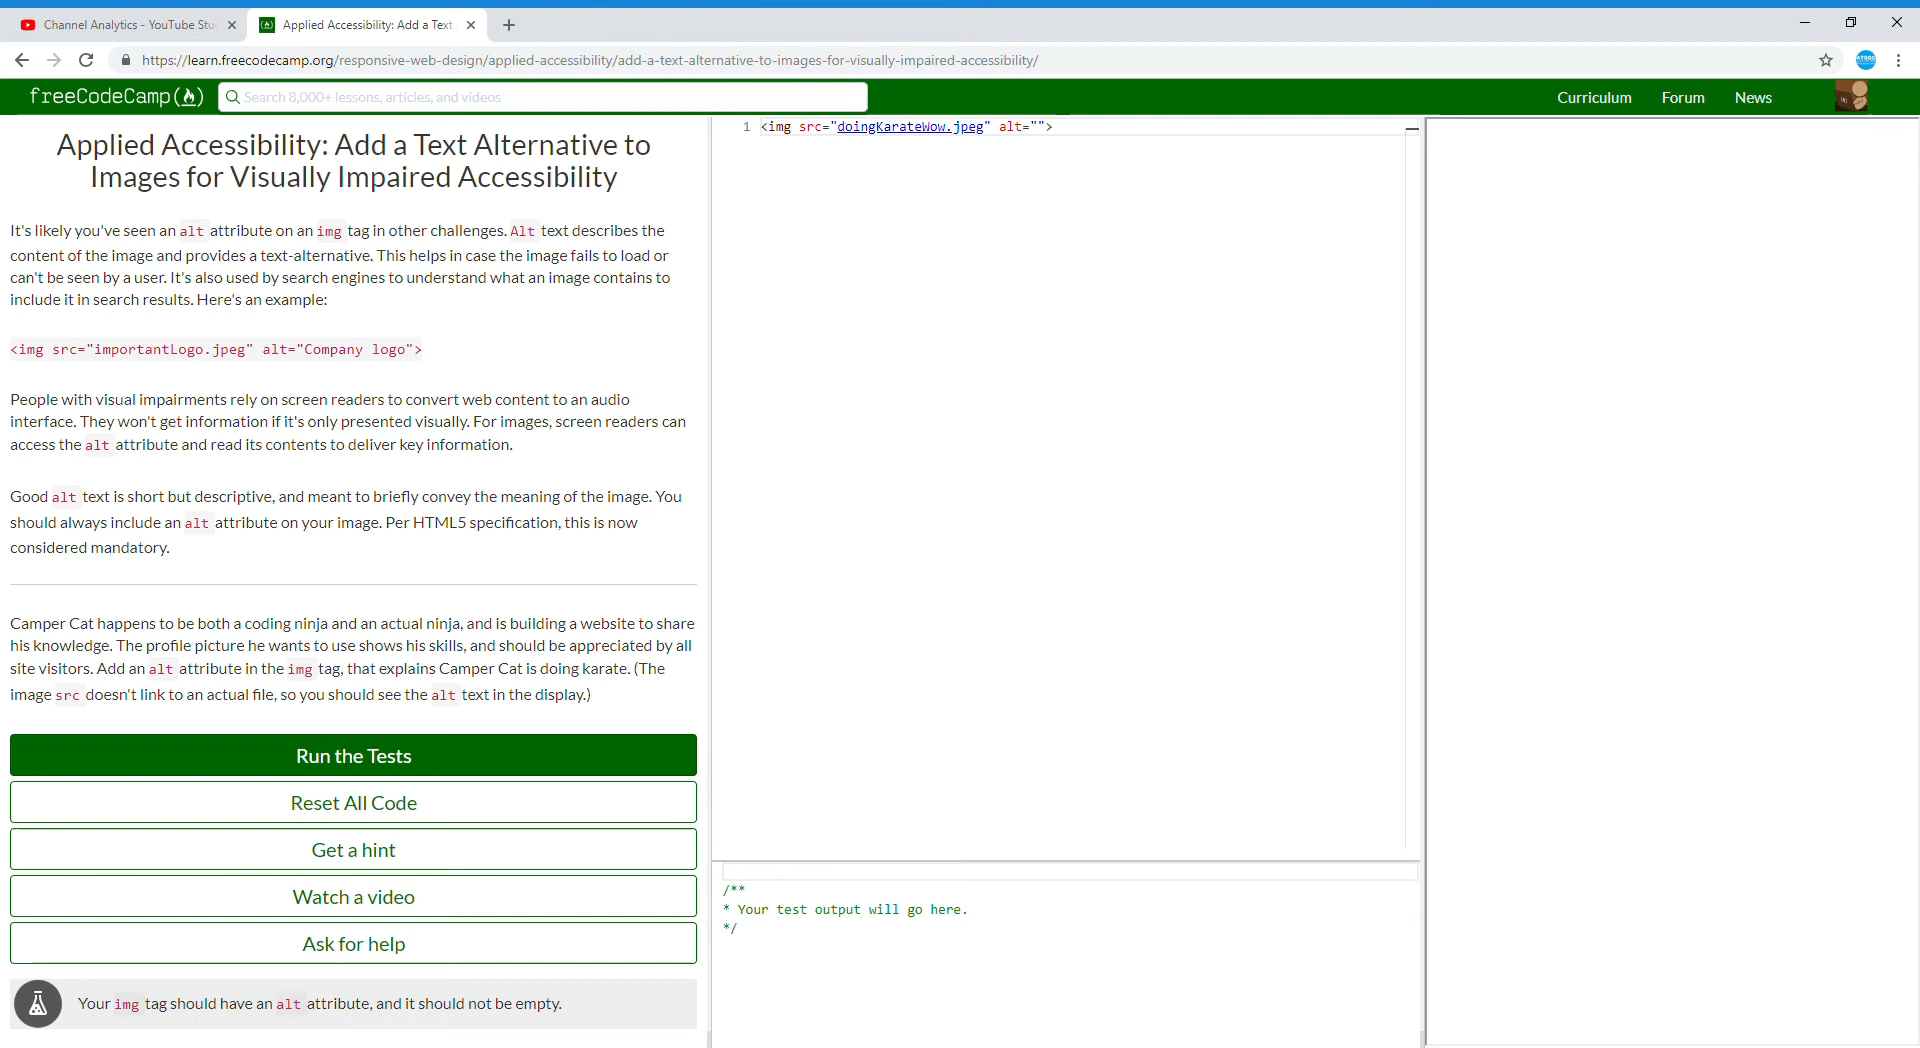 Channel Analytics - YouTube Stu
Applied Accessibility: Add a Text
https://learn.freecodecamp.org/responsive-web-design/applied-accessibility/add-a-text-alternative-to-images-for-visually-impaired-accessibility/
freeCodeCamp
Search 8,000+ lessons, articles, and videos
Curriculum
Forum
News
Applied Accessibility: Add a Text Alternative to
Images for Visually Impaired Accessibility
It's likely you've seen an alt attribute on an img tag in other challenges. Alt text describes the
content of the image and provides a text-alternative. This helps in case the image fails to load or
can't be seen by a user. It's also used by search engines to understand what an image contains to
include it in search results. Here's an example:
<img src="importantLogo.jpeg" alt="Company logo">
People with visual impairments rely on screen readers to convert web content to an audio
interface. They won't get information if it's only presented visually. For images, screen readers can
access the alt attribute and read its contents to deliver key information.
Good alt text is short but descriptive, and meant to briefly convey the meaning of the image. You
should always include an alt attribute on your image. Per HTML5 specification, this is now
considered mandatory.
Camper Cat happens to be both a coding ninja and an actual ninja, and is building a website to share
his knowledge. The profile picture he wants to use shows his skills, and should be appreciated by all
site visitors. Add an alt attribute in the img tag, that explains Camper Cat is doing karate. (The
image src doesn't link to an actual file, so you should see the alt text in the display.)
Run the Tests
Reset All Code
Get a hint
Watch a video
Ask for help
Your img tag should have an alt attribute, and it should not be empty.
1 <img src="doingKarateWow.jpeg" alt="">
/**
* Your test output will go here.
*/